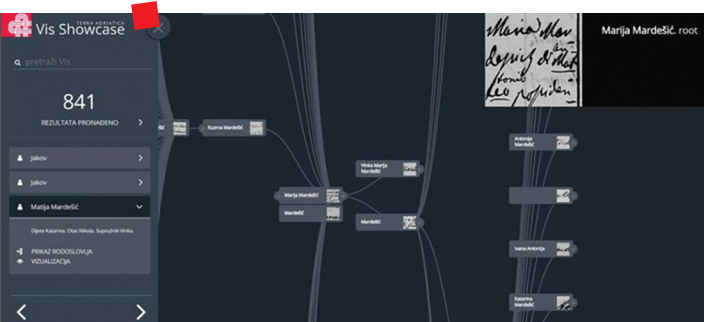 TERRA ADRIATICA
Vis Showcase
pretraži Vis
841
REZULTATA PRONAĐENO
Jakov
Jakov
Matija Mardešić
Dijete Katarina. Otac Nikola. Supružnik Vinka.
PRIKAZ RODOSLOVLJA
VIZUALIZACIJA
Kuzma Mardešić
Marija Mardešić
Mardešić
Vinka Marija
Mardešić
Mardešić
Marija Mardešić. root
Antonija
Mardešić
Ivana Antonija
Katarina
Mardešić